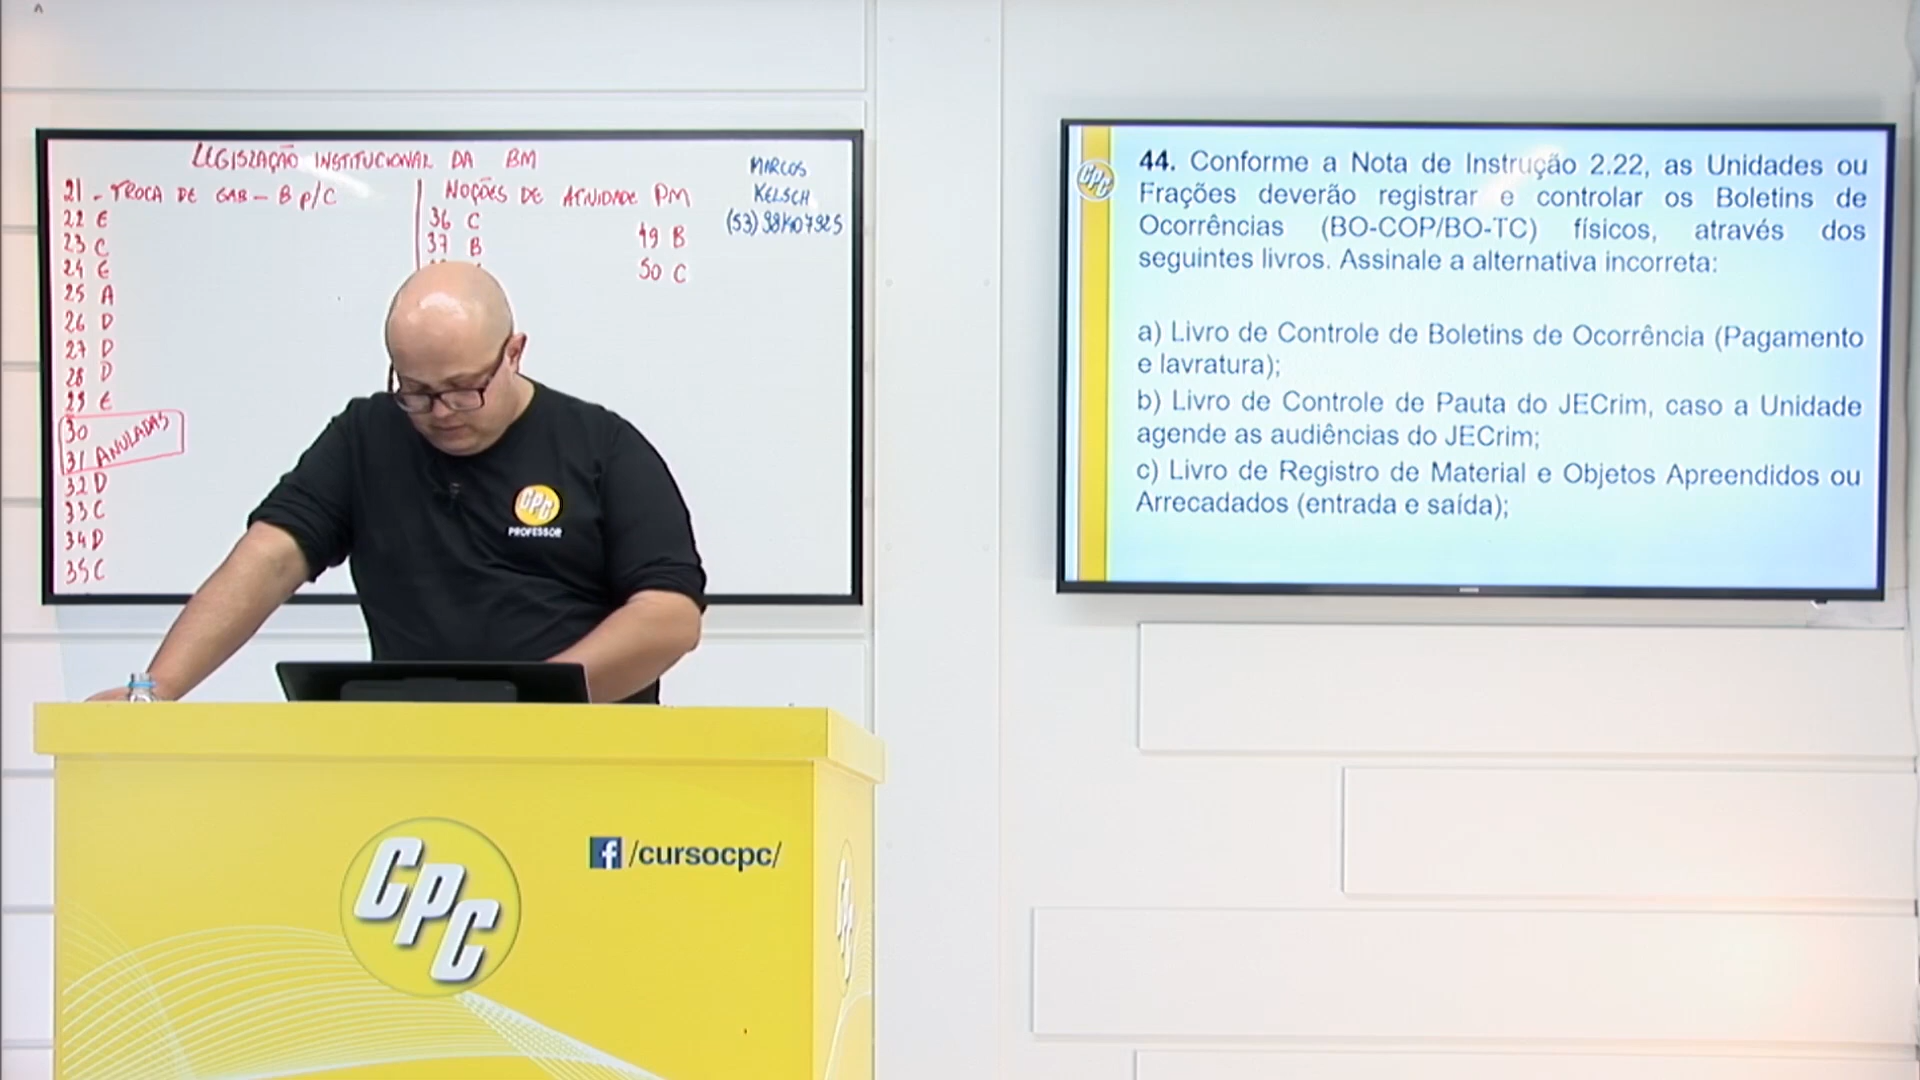 LEGISLAÇÃO INSTITUCIONAL DA BM
21 - TROCA DE GAB - B p/C
22 E
23 C
24 E
25 A
26 D
27 D
28 D
29 E
30
31 ANULADAS
32 D
33 C
34 D
35 C
NOÇÕES DE ATIVIDADE PM
36 C
37 B
49 B
50 C
MARCOS
KELSCH
CPC
44. Conforme a Nota de Instrução 2.22, as Unidades ou
Frações deverão registrar e controlar os Boletins de
Ocorrências (BO-COP/BO-TC) físicos, através dos
seguintes livros. Assinale a alternativa incorreta:
a) Livro de Controle de Boletins de Ocorrência (Pagamento
e lavratura);
b) Livro de Controle de Pauta do JECrim, caso a Unidade
agende as audiências do JECrim;
c) Livro de Registro de Material e Objetos Apreendidos ou
Arrecadados (entrada e saída);
CPC
PROFESSOR
CPC
f /cursocpc/